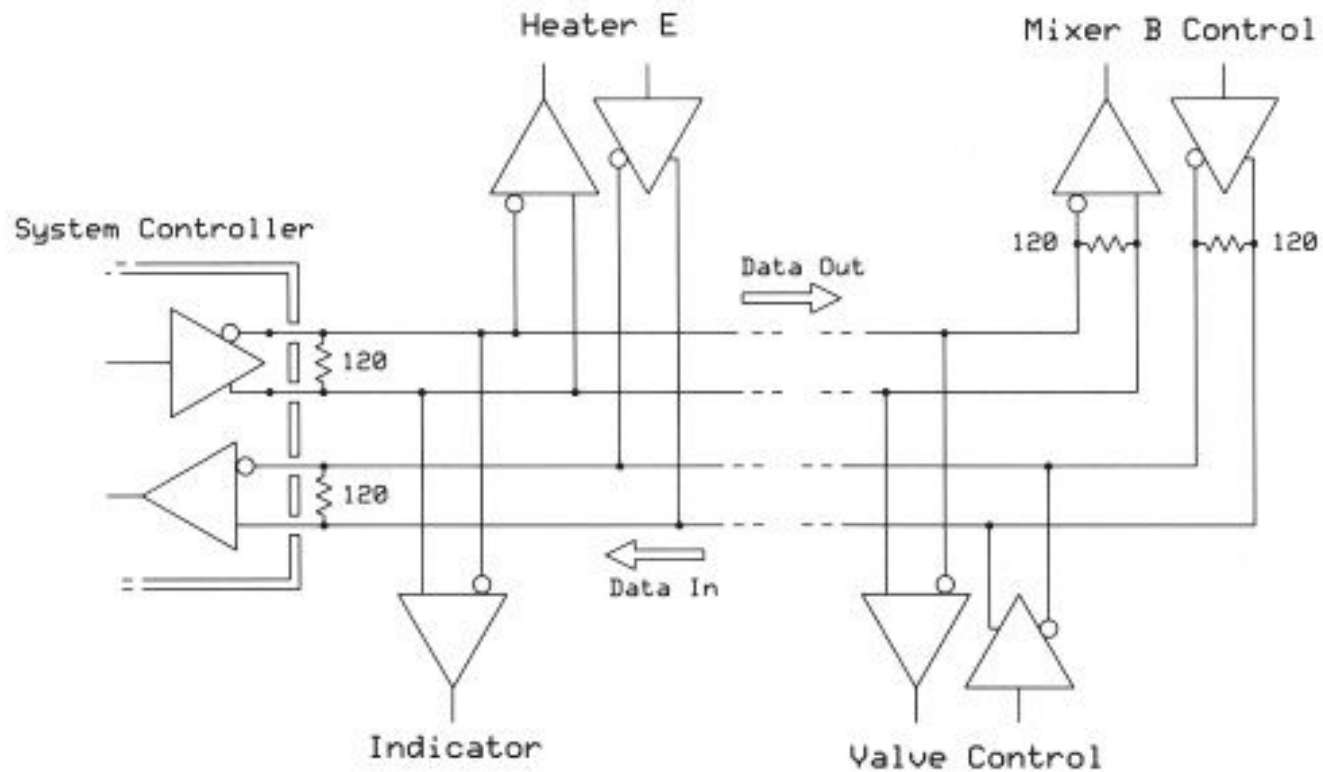 Heater E
Mixer B Control
System Controller
120
120
Data Out
120
120
Data In
Indicator
Valve Control